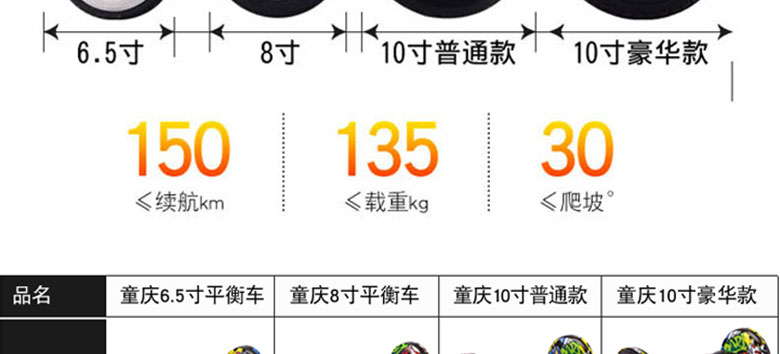 6.5寸 8寸 10寸普通款 10寸豪华款
150 135 30
≤续航km ≤载重kg ≤爬坡°
品名 童庆6.5寸平衡车 童庆8寸平衡车 童庆10寸普通款 童庆10寸豪华款